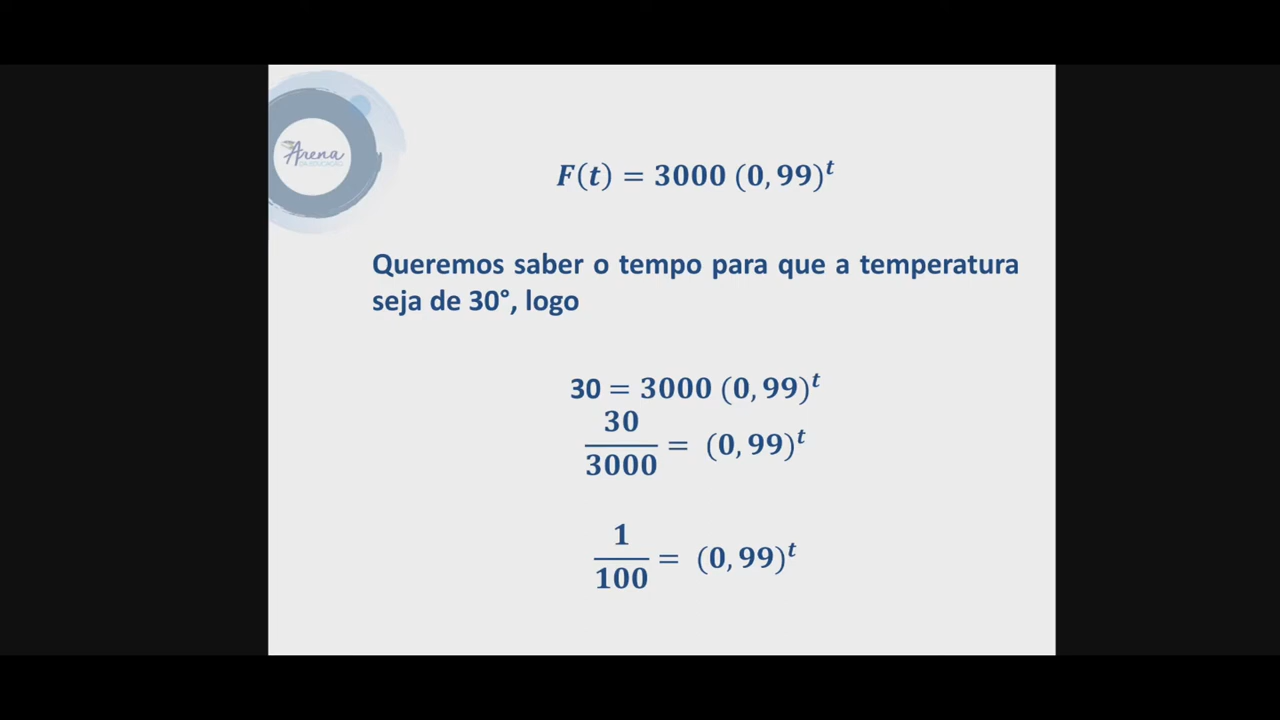 Arena
F(t) = 3000 (0, 99)^t
Queremos saber o tempo para que a temperatura
seja de 30°, logo
30 = 3000 (0, 99)^t
30/3000 = (0, 99)^t
1/100 = (0, 99)^t